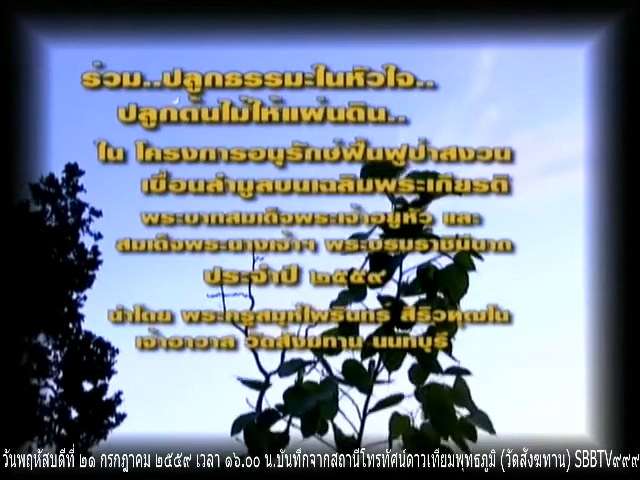 ร่วม..ปลูกธรรมะในหัวใจ..
ปลูกต้นไม้ให้แผ่นดิน..
ใน โครงการอนุรักษ์ฟื้นฟูป่าสงวน
เขื่อนลำมูลบนเฉลิมพระเกียรติ
พระบาทสมเด็จพระเจ้าอยู่หัว และ
สมเด็จพระนางเจ้าฯ พระบรมราชินีนาถ
ประจำปี ๒๕๕๙
นำโดย พระครูสมุห์ไพรินทร์ สิริวฑฺฒโน
เจ้าอาวาส วัดสังฆทาน นนทบุรี
วันพฤหัสบดีที่ ๒๑ กรกฎาคม ๒๕๕๙ เวลา ๑๖.๐๐ น.บันทึกจากสถานีโทรทัศน์ดาวเทียมพุทธภูมิ (วัดสังฆทาน) SBBTV๙๙๙